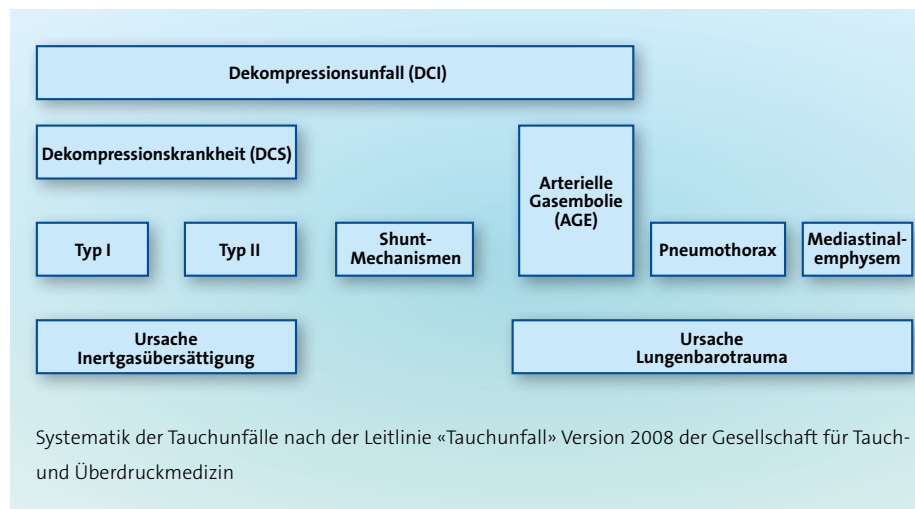 Dekompressionsunfall (DCI)
Dekompressionskrankheit (DCS)
Arterielle
Gasembolie
(AGE)
Typ I
Typ II
Shunt-
Mechanismen
Pneumothorax
Mediastinal-
emphysem
Ursache
Inertgasübersättigung
Ursache
Lungenbarotrauma
Systematik der Tauchunfälle nach der Leitlinie «Tauchunfall» Version 2008 der Gesellschaft für Tauch-
und Überdruckmedizin